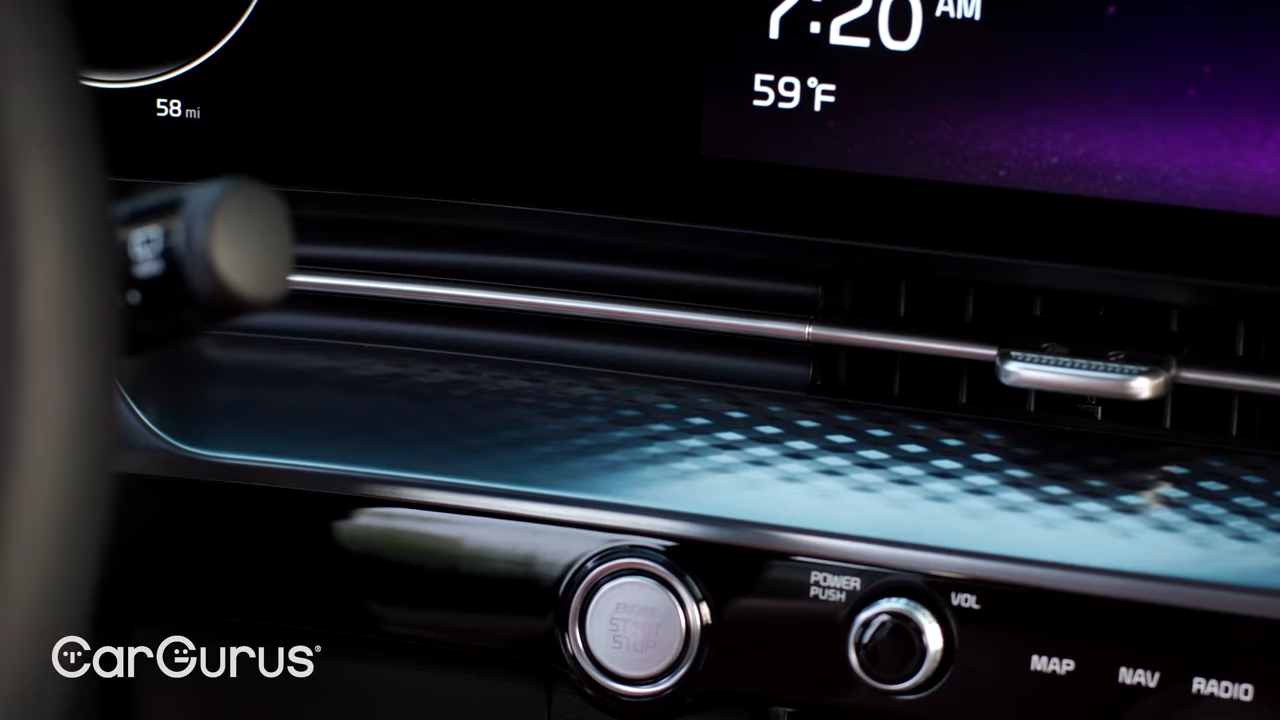 7:20 AM
59°F
58 mi
ENGINE
START
STOP
POWER
PUSH
VOL
MAP
NAV
RADIO
CarGurus®